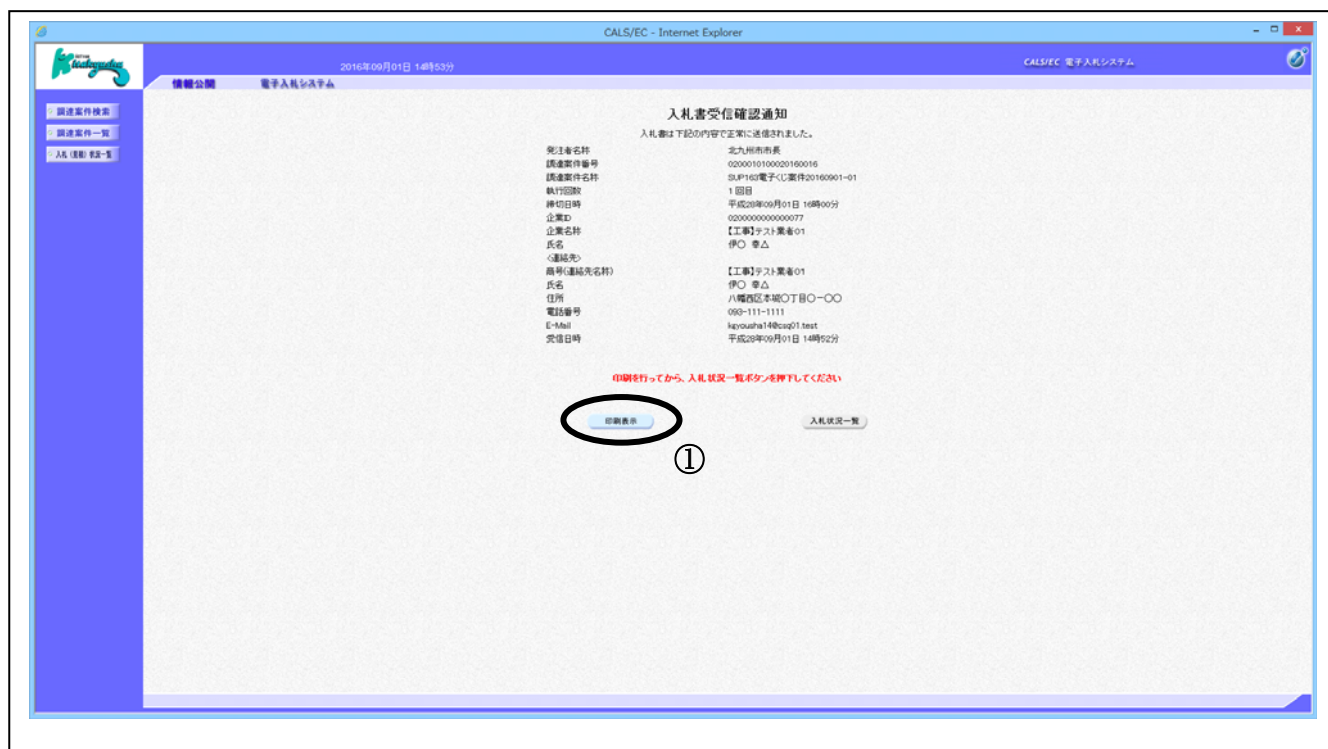 CALS/EC - Internet Explorer
2016年09月01日 14時53分
CALS/EC 電子入札システム
情報公開 電子入札システム
調達案件検索
調達案件一覧
入札(見積)状況一覧
入札書受信確認通知
入札書は下記の内容で正常に送信されました。
発注者名称 北九州市市長
調達案件番号 0200010100020160016
調達案件名称 SUP163電子くじ案件20160901-01
執行回数 1回目
締切日時 平成28年09月01日 16時00分
企業ID 0200000000000077
企業名称 【工事】テスト業者01
氏名 伊〇 幸△
<連絡先>
商号(連絡先名称) 【工事】テスト業者01
氏名 伊〇 幸△
住所 八幡西区本城〇丁目〇ー〇〇
電話番号 093-111-1111
E-Mail kgyousha14@csq01.test
受信日時 平成28年09月01日 14時52分
印刷を行ってから、入札状況一覧ボタンを押下してください
印刷表示 入札状況一覧
①